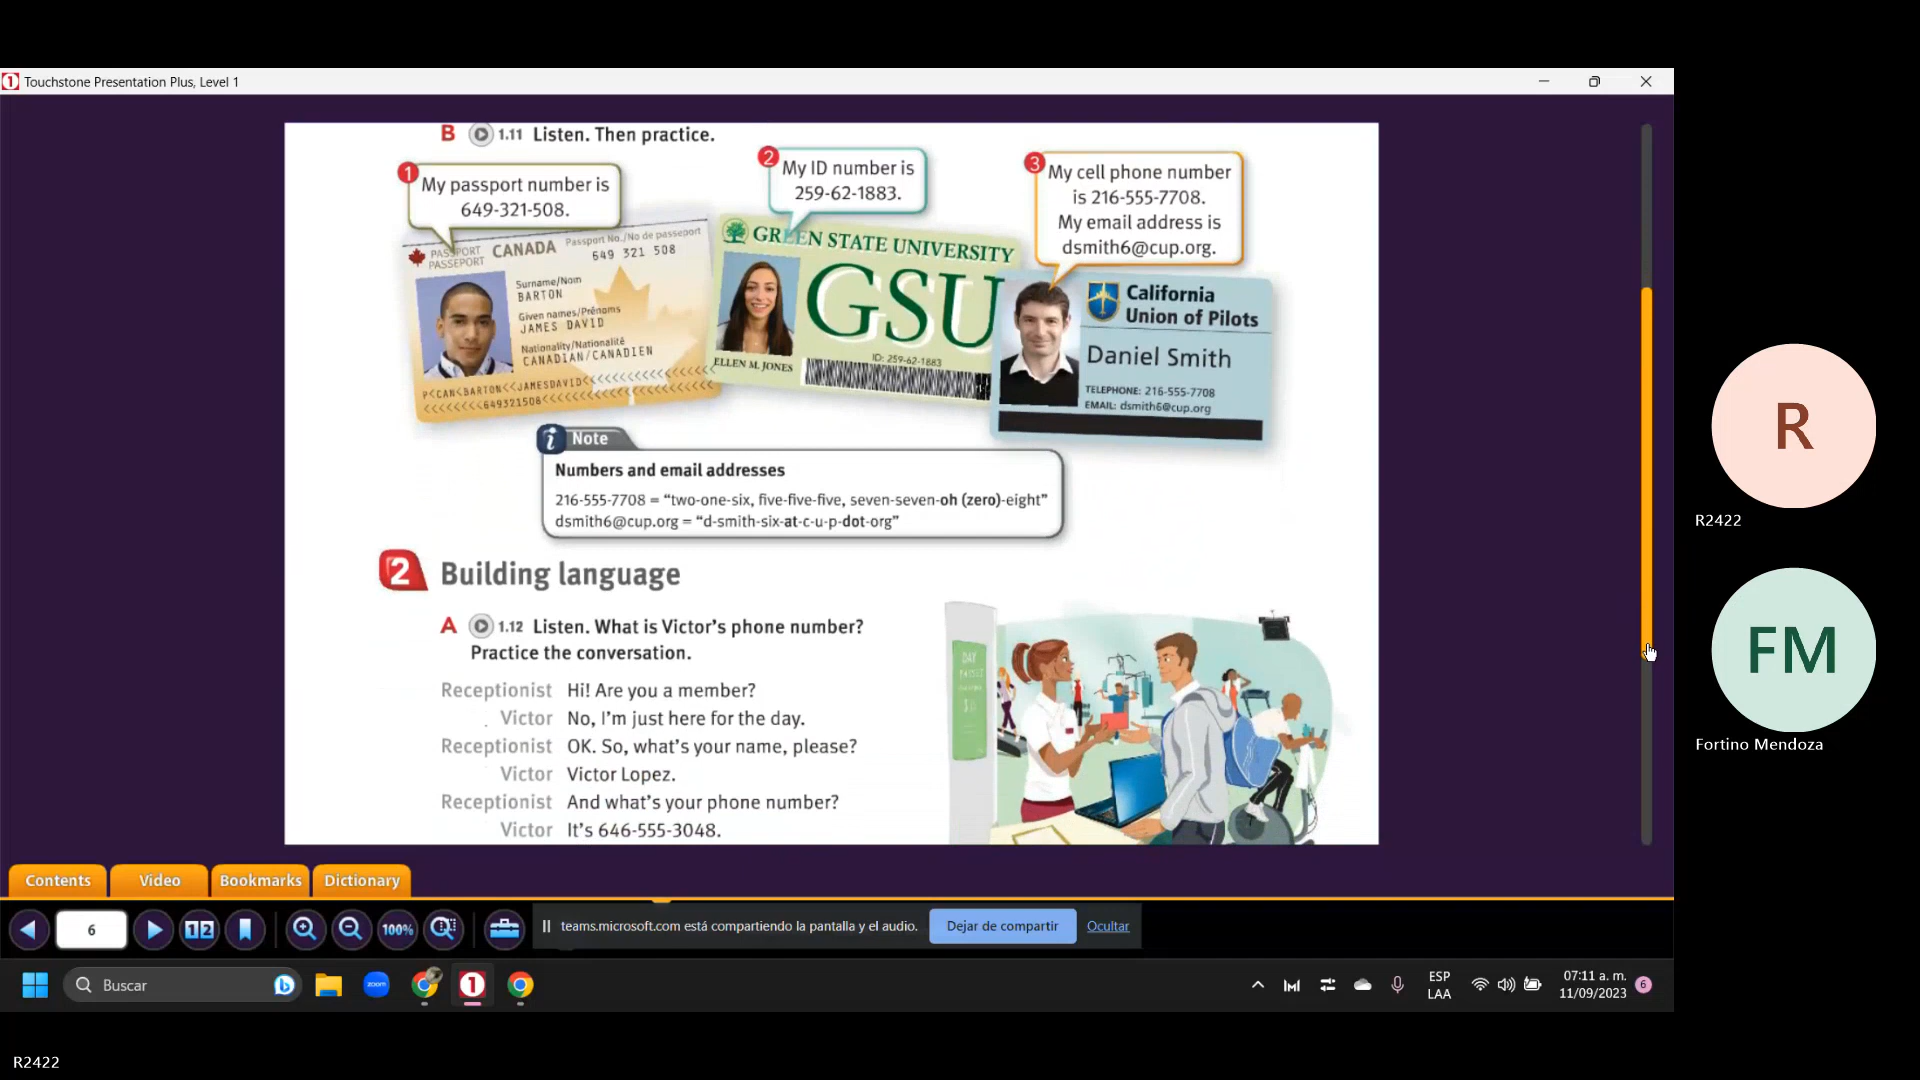 Touchstone Presentation Plus, Level 1
B 1.11 Listen. Then practice.
1
My passport number is
649-321-508.
2
My ID number is
259-62-1883.
3
My cell phone number
is 216-555-7708.
My email address is
dsmith6@cup.org.
PASSPORT
PASSEPORT
CANADA
Passport No./No de passeport
649 321 508
Surname/Nom
BARTON
Given names/Prénoms
JAMES DAVID
Nationality/Nationalité
CANADIAN/CANADIEN
P<CAN<BARTON<<JAMESDAVID<<<<<<<<<<<<<
<<<<<<<649321508<<<<<<<<<<<<<<<<<<<
GREEN STATE UNIVERSITY
GSU
ELLEN M. JONES
ID: 259-62-1883
California
Union of Pilots
Daniel Smith
TELEPHONE: 216-555-7708
EMAIL: dsmith6@cup.org
i Note
Numbers and email addresses
216-555-7708 = “two-one-six, five-five-five, seven-seven-oh (zero)-eight”
dsmith6@cup.org = “d-smith-six-at-c-u-p-dot-org”
2 Building language
A 1.12 Listen. What is Victor’s phone number?
Practice the conversation.
Receptionist Hi! Are you a member?
Victor No, I’m just here for the day.
Receptionist OK. So, what’s your name, please?
Victor Victor Lopez.
Receptionist And what’s your phone number?
Victor It’s 646-555-3048.
DAY
Contents
Video
Bookmarks
Dictionary
6
12
100%
teams.microsoft.com está compartiendo la pantalla y el audio.
Dejar de compartir
Ocultar
Buscar
zoom
ESP
LAA
07:11 a. m.
11/09/2023
6
R
R2422
FM
Fortino Mendoza
R2422